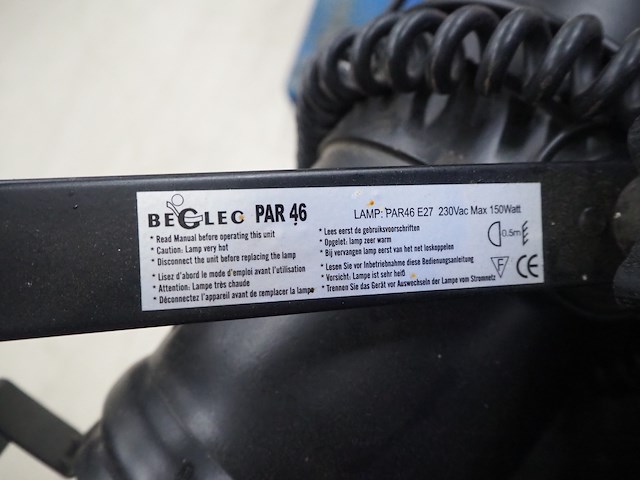 BEGLEC PAR 46
* Read Manual before operating this unit
* Caution: Lamp very hot
* Disconnect the unit before replacing the lamp
* Lisez d'abord le mode d'emploi avant l'utilisation
* Attention: Lampe très chaude
* Déconnectez l'appareil avant de remplacer la lampe
LAMP: PAR46 E27 230Vac Max 150Watt
* Lees eerst de gebruiksvoorschriften
* Opgelet: lamp zeer warm
* Bij vervangen lamp eerst van het net loskoppelen
* Lesen Sie vor Inbetriebnahme diese Bedienungsanleitung
* Vorsicht: Lampe ist sehr heiß
* Trennen Sie das Gerät vor Auswechseln der Lampe vom Stromnetz
0.5m
F CE